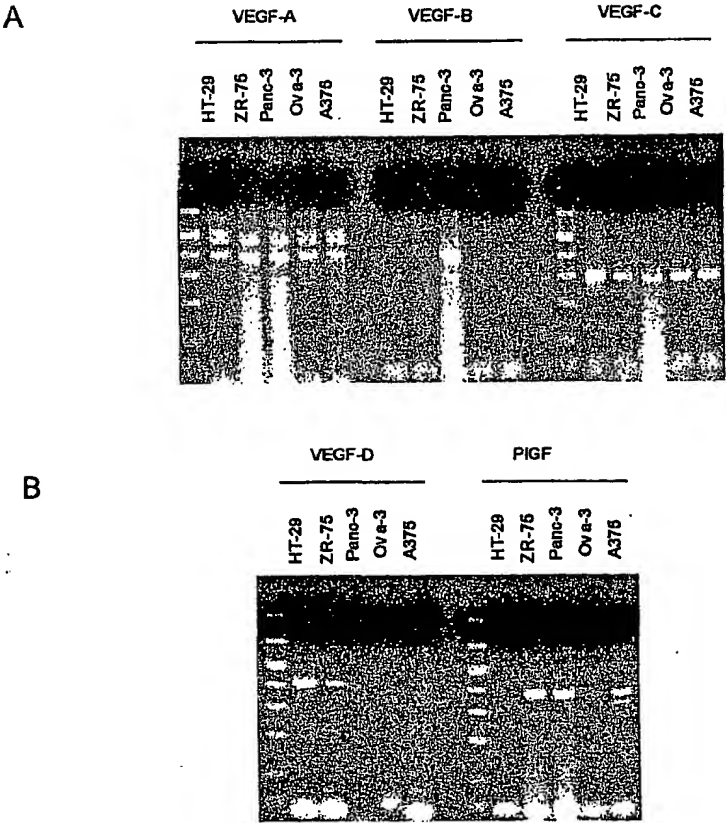 A
VEGF-A VEGF-B VEGF-C
HT-29 ZR-75 Panc-3 Ova-3 A375 HT-29 ZR-75 Panc-3 Ova-3 A375 HT-29 ZR-75 Panc-3 Ova-3 A375
B
VEGF-D PIGF
HT-29 ZR-75 Panc-3 Ova-3 A375 HT-29 ZR-75 Panc-3 Ova-3 A375